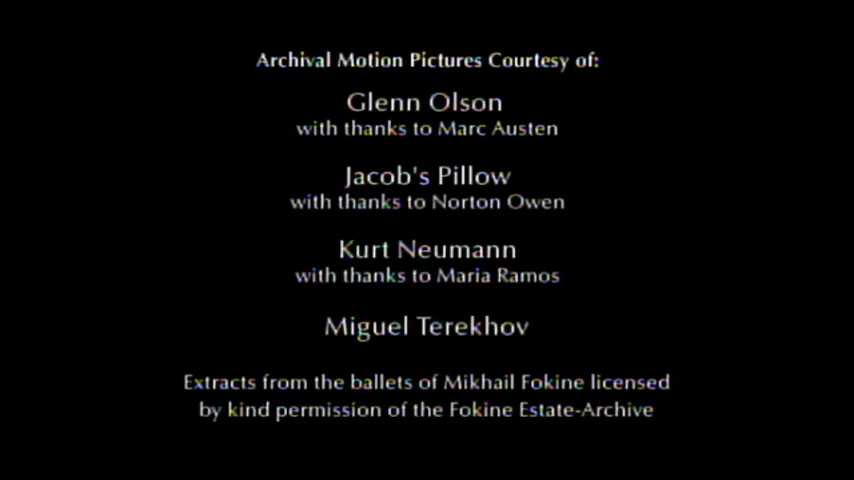 Archival Motion Pictures Courtesy of:
Glenn Olson
with thanks to Marc Austen
Jacob's Pillow
with thanks to Norton Owen
Kurt Neumann
with thanks to Maria Ramos
Miguel Terekhov
Extracts from the ballets of Mikhail Fokine licensed
by kind permission of the Fokine Estate-Archive